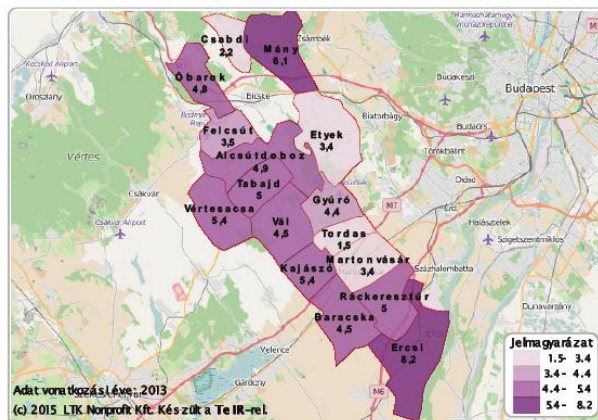 Csabdi
2,2
Mány
6,1
Zsámbék
Óbarok
4,8
Bicske
Budakeszi
Budapest
Oroszlány
Biatorbágy
Budaörs
Felcsút
3,5
Etyek
3,4
Törökbálint
Alcsútdoboz
4,9
Vértes
Diósd
Tabajd
5
Gyúró
4,4
M7
Érd
Csákvár
Vértesacsa
5,4
Vál
4,5
Halásztelek
Tordas
1,5
Szigetszentmiklós
Martonvásár
3,4
Százhalombatta
Kajászó
5,4
Ráckeresztúr
5
Dunavarsány
Baracska
4,5
Ercsi
8,2
Velence
Gárdony
M6
Jelmagyarázat
1.5- 3.4
3.4- 4.4
4.4- 5.4
5.4- 8.2
Adat vonatkozási éve: 2013
(c) 2015 LTK Nonprofit Kft. Készült a TeIR-rel